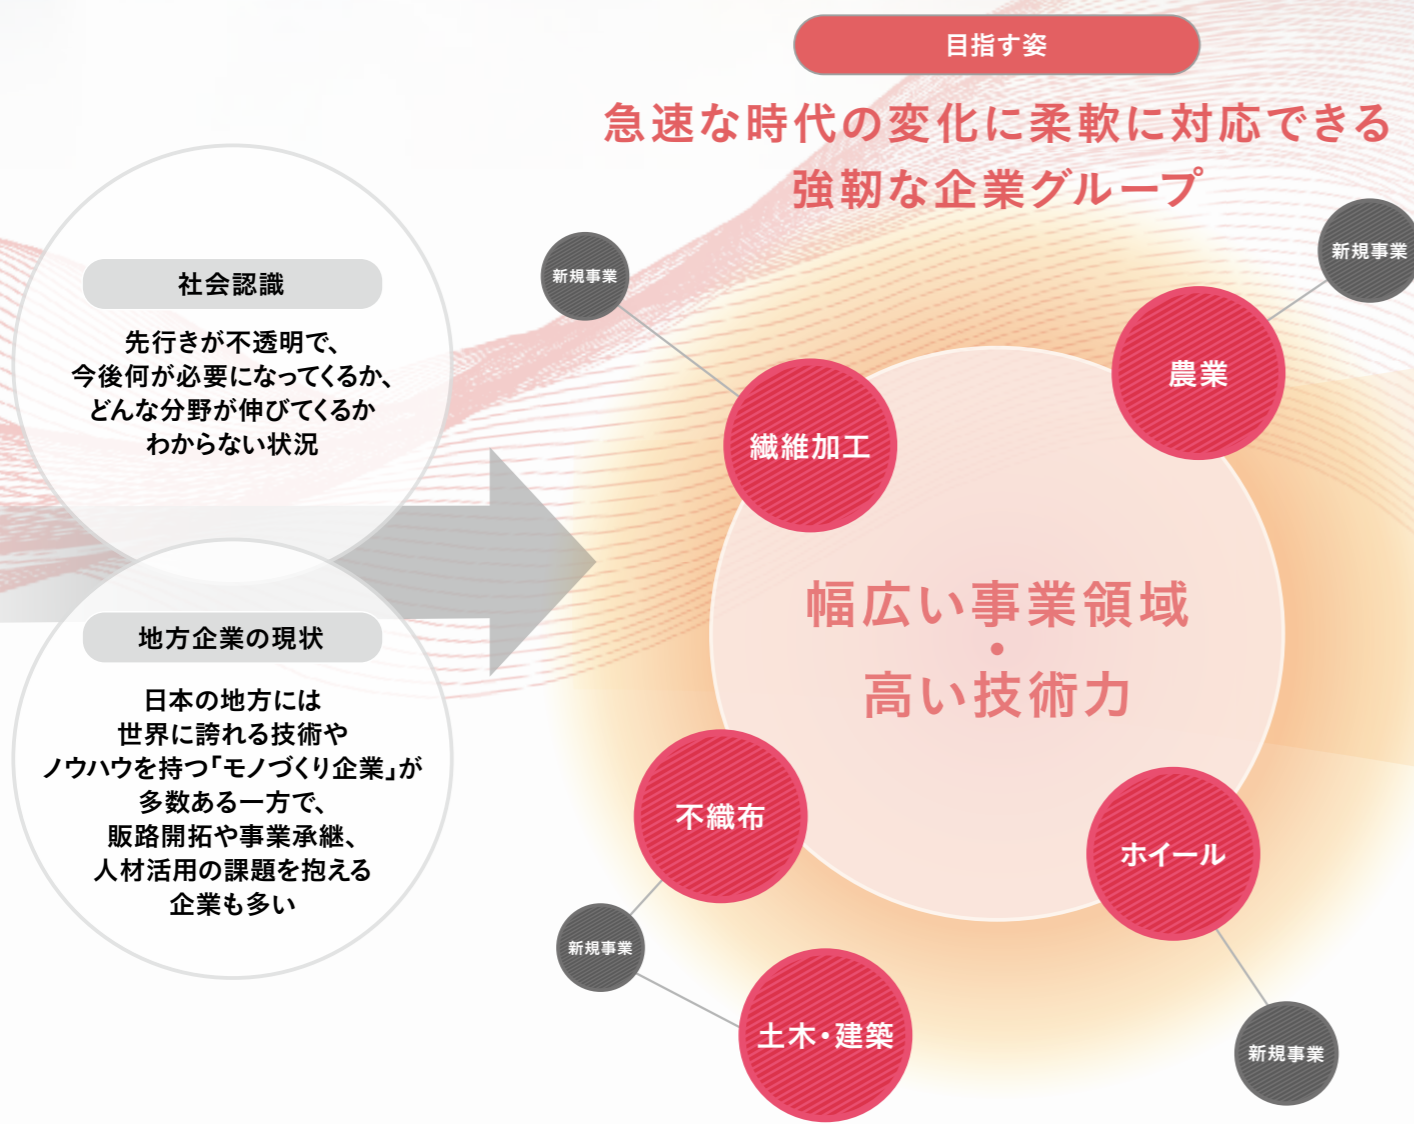 目指す姿
急速な時代の変化に柔軟に対応できる
強靭な企業グループ
社会認識
先行きが不透明で、
今後何が必要になってくるか、
どんな分野が伸びてくるか
わからない状況
地方企業の現状
日本の地方には
世界に誇れる技術や
ノウハウを持つ「モノづくり企業」が
多数ある一方で、
販路開拓や事業承継、
人材活用の課題を抱える
企業も多い
新規事業
新規事業
農業
繊維加工
幅広い事業領域
・
高い技術力
不織布
ホイール
新規事業
土木・建築
新規事業